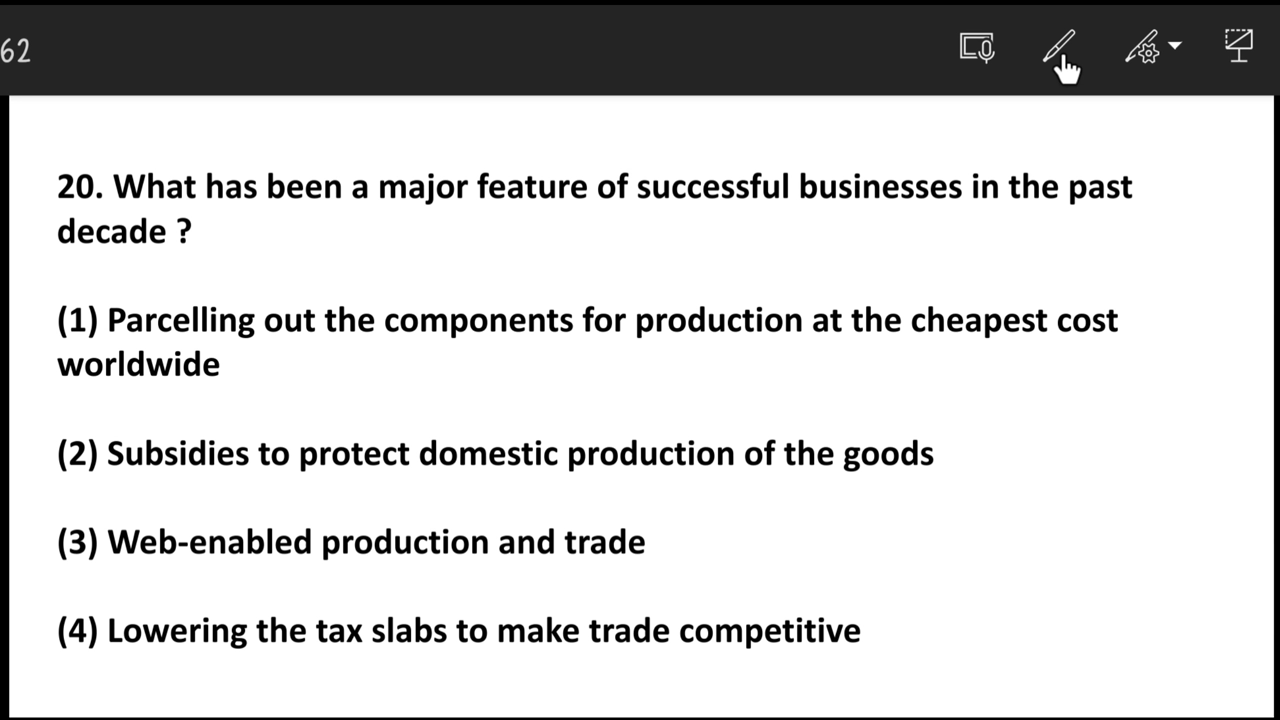 62
20. What has been a major feature of successful businesses in the past
decade ?
(1) Parcelling out the components for production at the cheapest cost
worldwide
(2) Subsidies to protect domestic production of the goods
(3) Web-enabled production and trade
(4) Lowering the tax slabs to make trade competitive